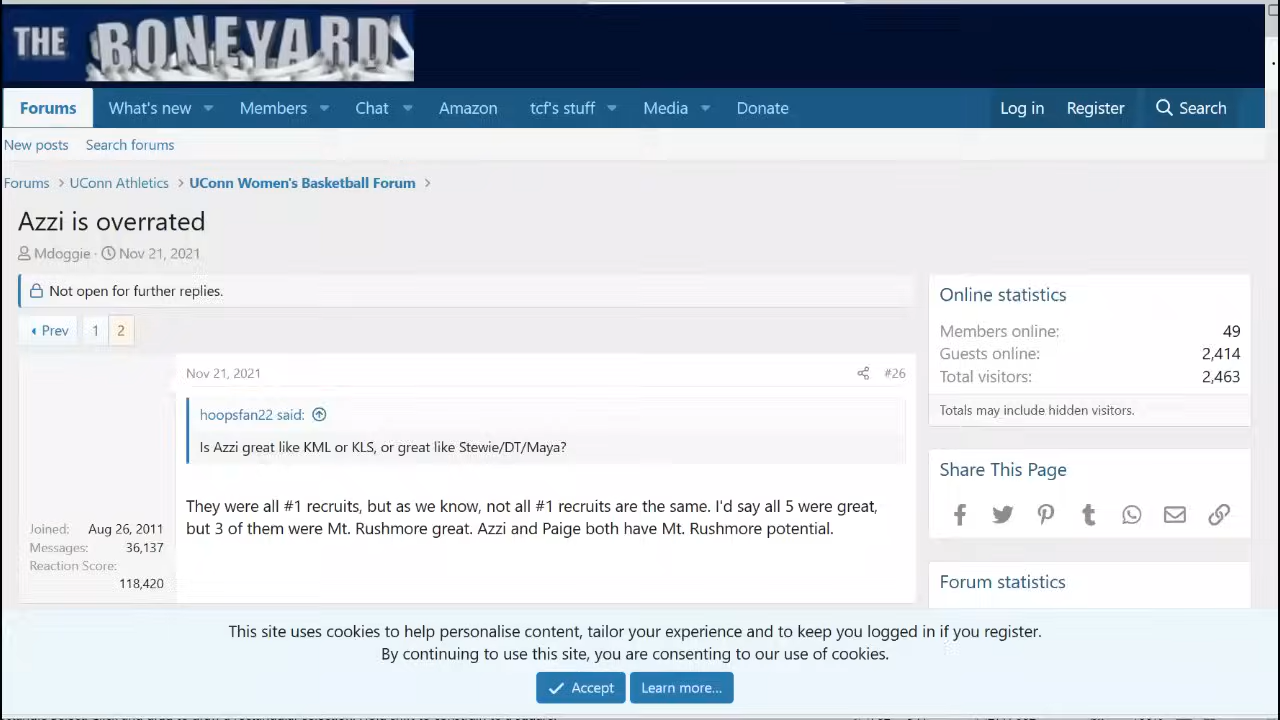 THE BONEYARD
Forums What's new Members Chat Amazon tcf's stuff Media Donate Log in Register Search
New posts Search forums
Forums UConn Athletics UConn Women's Basketball Forum
Azzi is overrated
Mdoggie · Nov 21, 2021
Not open for further replies.
Prev 1 2
Nov 21, 2021 #26
hoopsfan22 said:
Is Azzi great like KML or KLS, or great like Stewie/DT/Maya?
They were all #1 recruits, but as we know, not all #1 recruits are the same. I'd say all 5 were great,
but 3 of them were Mt. Rushmore great. Azzi and Paige both have Mt. Rushmore potential.
Joined: Aug 26, 2011
Messages: 36,137
Reaction Score:
118,420
Online statistics
Members online: 49
Guests online: 2,414
Total visitors: 2,463
Totals may include hidden visitors.
Share This Page
Forum statistics
This site uses cookies to help personalise content, tailor your experience and to keep you logged in if you register.
By continuing to use this site, you are consenting to our use of cookies.
Accept Learn more...